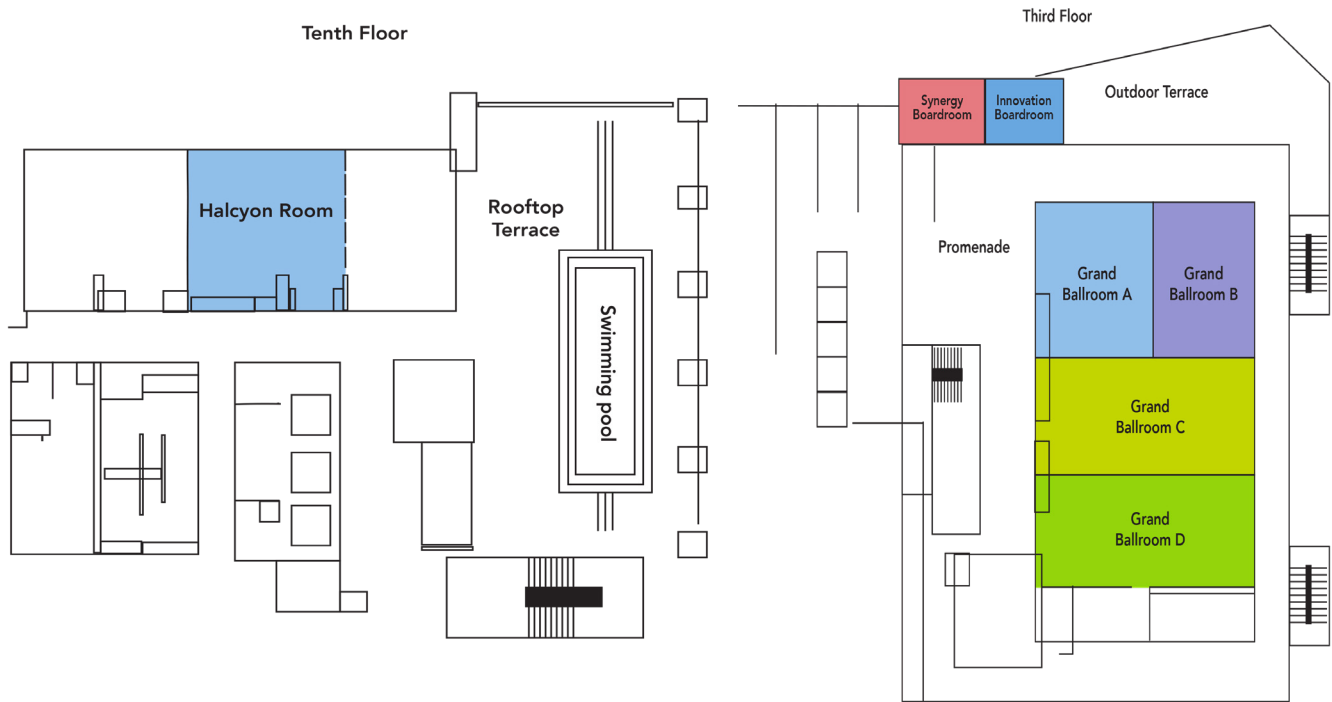 Tenth Floor
Halcyon Room
Rooftop
Terrace
Swimming pool
Third Floor
Synergy
Boardroom
Innovation
Boardroom
Outdoor Terrace
Promenade
Grand
Ballroom A
Grand
Ballroom B
Grand
Ballroom C
Grand
Ballroom D